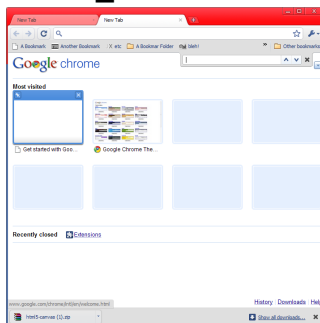 New Tab
New Tab
A Bookmark
Another Bookmark
X etc
A Bookmar Folder
Meh!
»
Other bookmarks
Google chrome
Most visited
Get started with Goo...
Google Chrome The...
Recently closed
Extensions
www.google.com/chrome/intl/en/welcome.html
History
Downloads
Help
html5-canvas (1).zip
Show all downloads...